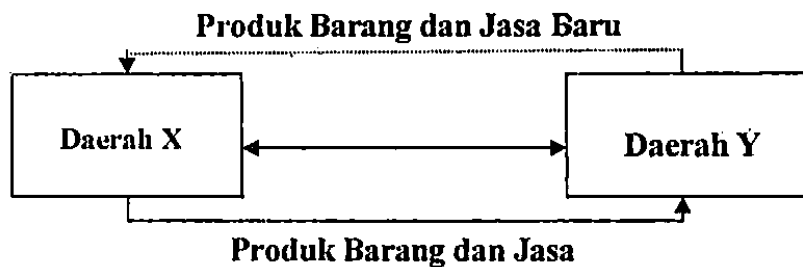 Produk Barang dan Jasa Baru
Daerah X
Daerah Y
Produk Barang dan Jasa